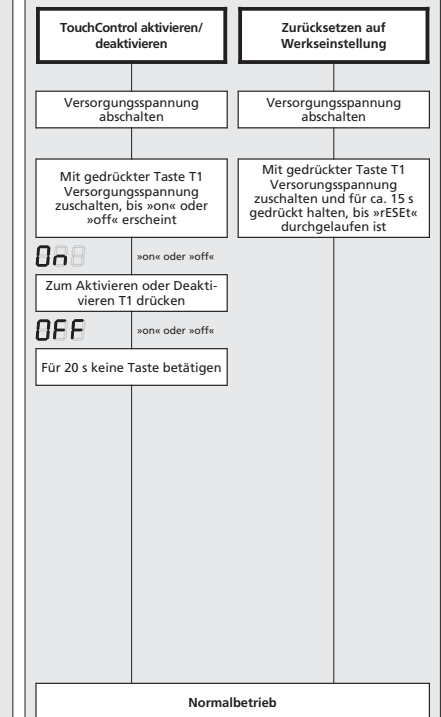 TouchControl aktivieren/
deaktivieren
Versorgungsspannung
abschalten
Mit gedrückter Taste T1
Versorgungsspannung
zuschalten, bis »on« oder
»off« erscheint
On
»on« oder »off«
Zum Aktivieren oder Deakti-
vieren T1 drücken
OFF
»on« oder »off«
Für 20 s keine Taste betätigen
Zurücksetzen auf
Werkseinstellung
Versorgungsspannung
abschalten
Mit gedrückter Taste T1
Versorungsspannung
zuschalten und für ca. 15 s
gedrückt halten, bis »rESEt«
durchgelaufen ist
Normalbetrieb